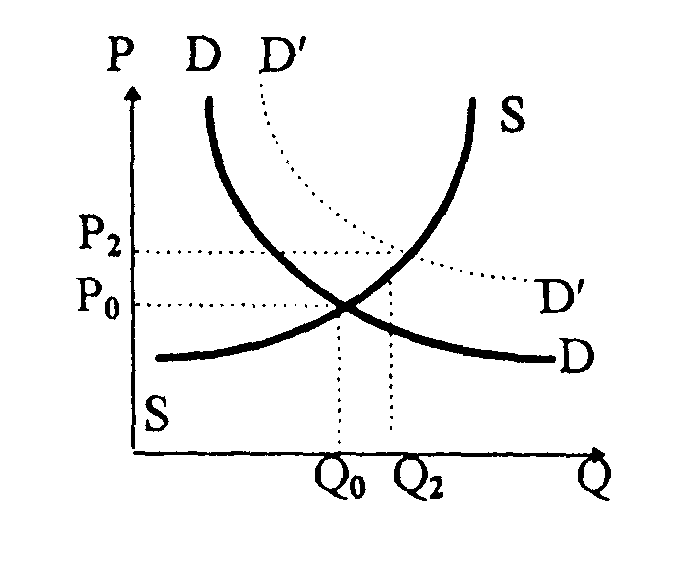 P D D'
S
P₂
P₀ D'
D
S
Q₀ Q₂ Q